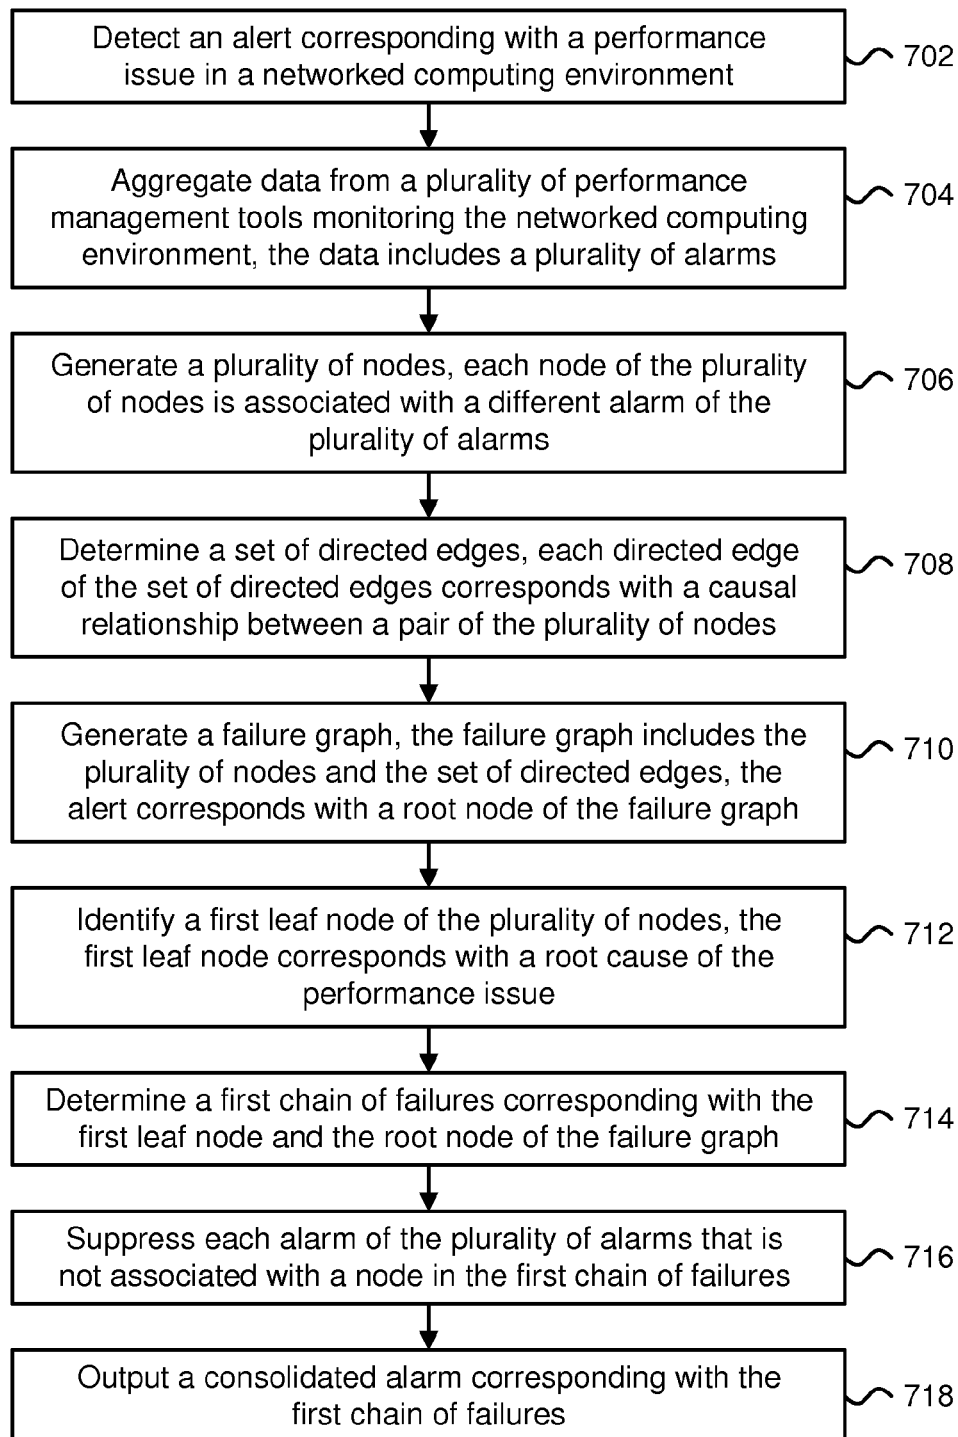 Detect an alert corresponding with a performance
issue in a networked computing environment
702
Aggregate data from a plurality of performance
management tools monitoring the networked computing
environment, the data includes a plurality of alarms
704
Generate a plurality of nodes, each node of the plurality
of nodes is associated with a different alarm of the
plurality of alarms
706
Determine a set of directed edges, each directed edge
of the set of directed edges corresponds with a causal
relationship between a pair of the plurality of nodes
708
Generate a failure graph, the failure graph includes the
plurality of nodes and the set of directed edges, the
alert corresponds with a root node of the failure graph
710
Identify a first leaf node of the plurality of nodes, the
first leaf node corresponds with a root cause of the
performance issue
712
Determine a first chain of failures corresponding with the
first leaf node and the root node of the failure graph
714
Suppress each alarm of the plurality of alarms that is
not associated with a node in the first chain of failures
716
Output a consolidated alarm corresponding with the
first chain of failures
718